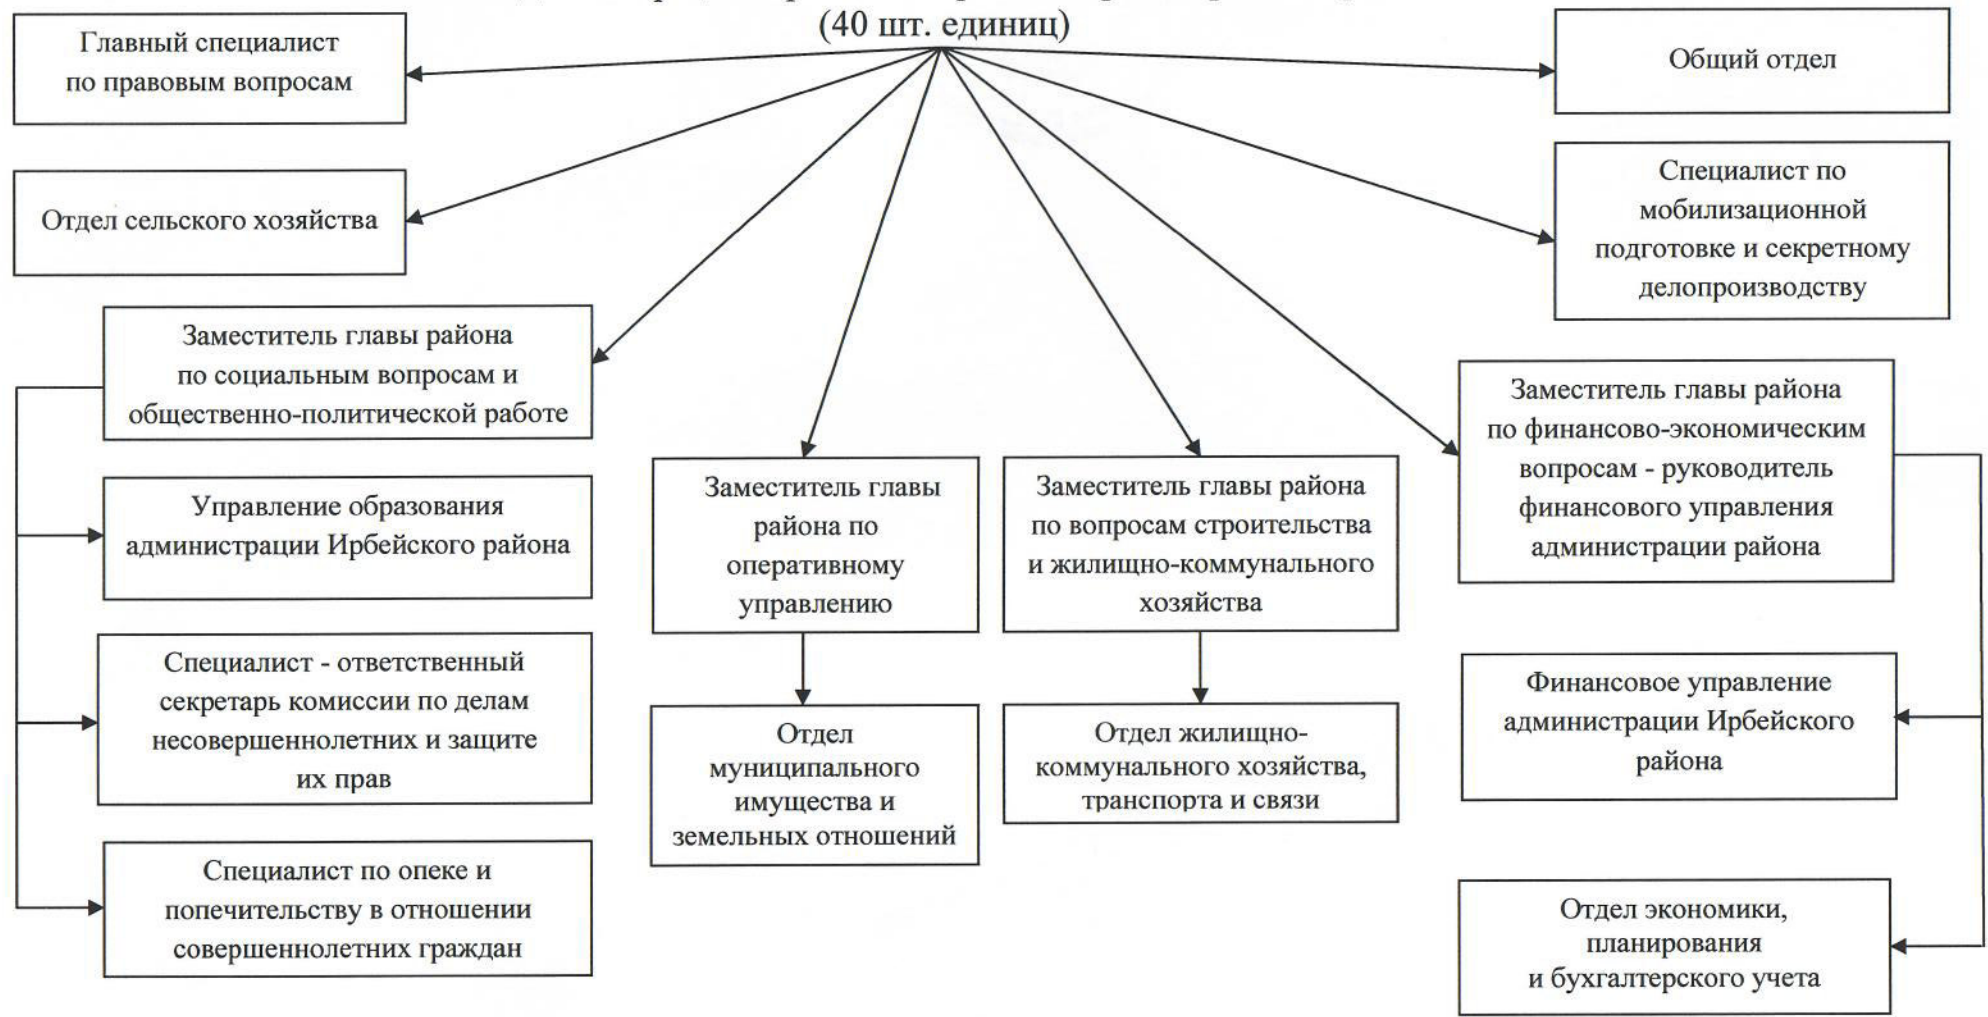 (40 шт. единиц)
Главный специалист
по правовым вопросам
Общий отдел
Отдел сельского хозяйства
Специалист по
мобилизационной
подготовке и секретному
делопроизводству
Заместитель главы района
по социальным вопросам и
общественно-политической работе
Управление образования
администрации Ирбейского района
Специалист - ответственный
секретарь комиссии по делам
несовершеннолетних и защите
их прав
Специалист по опеке и
попечительству в отношении
совершеннолетних граждан
Заместитель главы
района по
оперативному
управлению
Отдел
муниципального
имущества и
земельных отношений
Заместитель главы района
по вопросам строительства
и жилищно-коммунального
хозяйства
Отдел жилищно-
коммунального хозяйства,
транспорта и связи
Заместитель главы района
по финансово-экономическим
вопросам - руководитель
финансового управления
администрации района
Финансовое управление
администрации Ирбейского
района
Отдел экономики,
планирования
и бухгалтерского учета